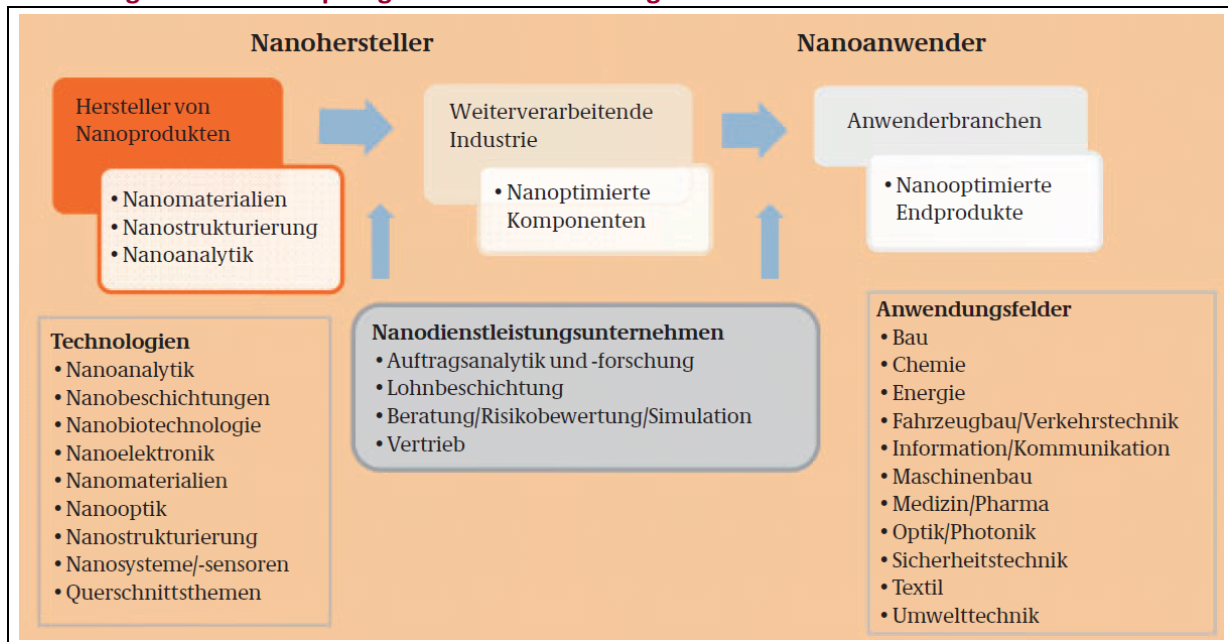 Nanohersteller
Nanoanwender
Hersteller von
Nanoprodukten
• Nanomaterialien
• Nanostrukturierung
• Nanoanalytik
Weiterverarbeitende
Industrie
• Nanoptimierte
Komponenten
Anwenderbranchen
• Nanooptimierte
Endprodukte
Technologien
• Nanoanalytik
• Nanobeschichtungen
• Nanobiotechnologie
• Nanoelektronik
• Nanomaterialien
• Nanooptik
• Nanostrukturierung
• Nanosysteme/-sensoren
• Querschnittsthemen
Nanodienstleistungsunternehmen
• Auftragsanalytik und -forschung
• Lohnbeschichtung
• Beratung/Risikobewertung/Simulation
• Vertrieb
Anwendungsfelder
• Bau
• Chemie
• Energie
• Fahrzeugbau/Verkehrstechnik
• Information/Kommunikation
• Maschinenbau
• Medizin/Pharma
• Optik/Photonik
• Sicherheitstechnik
• Textil
• Umwelttechnik